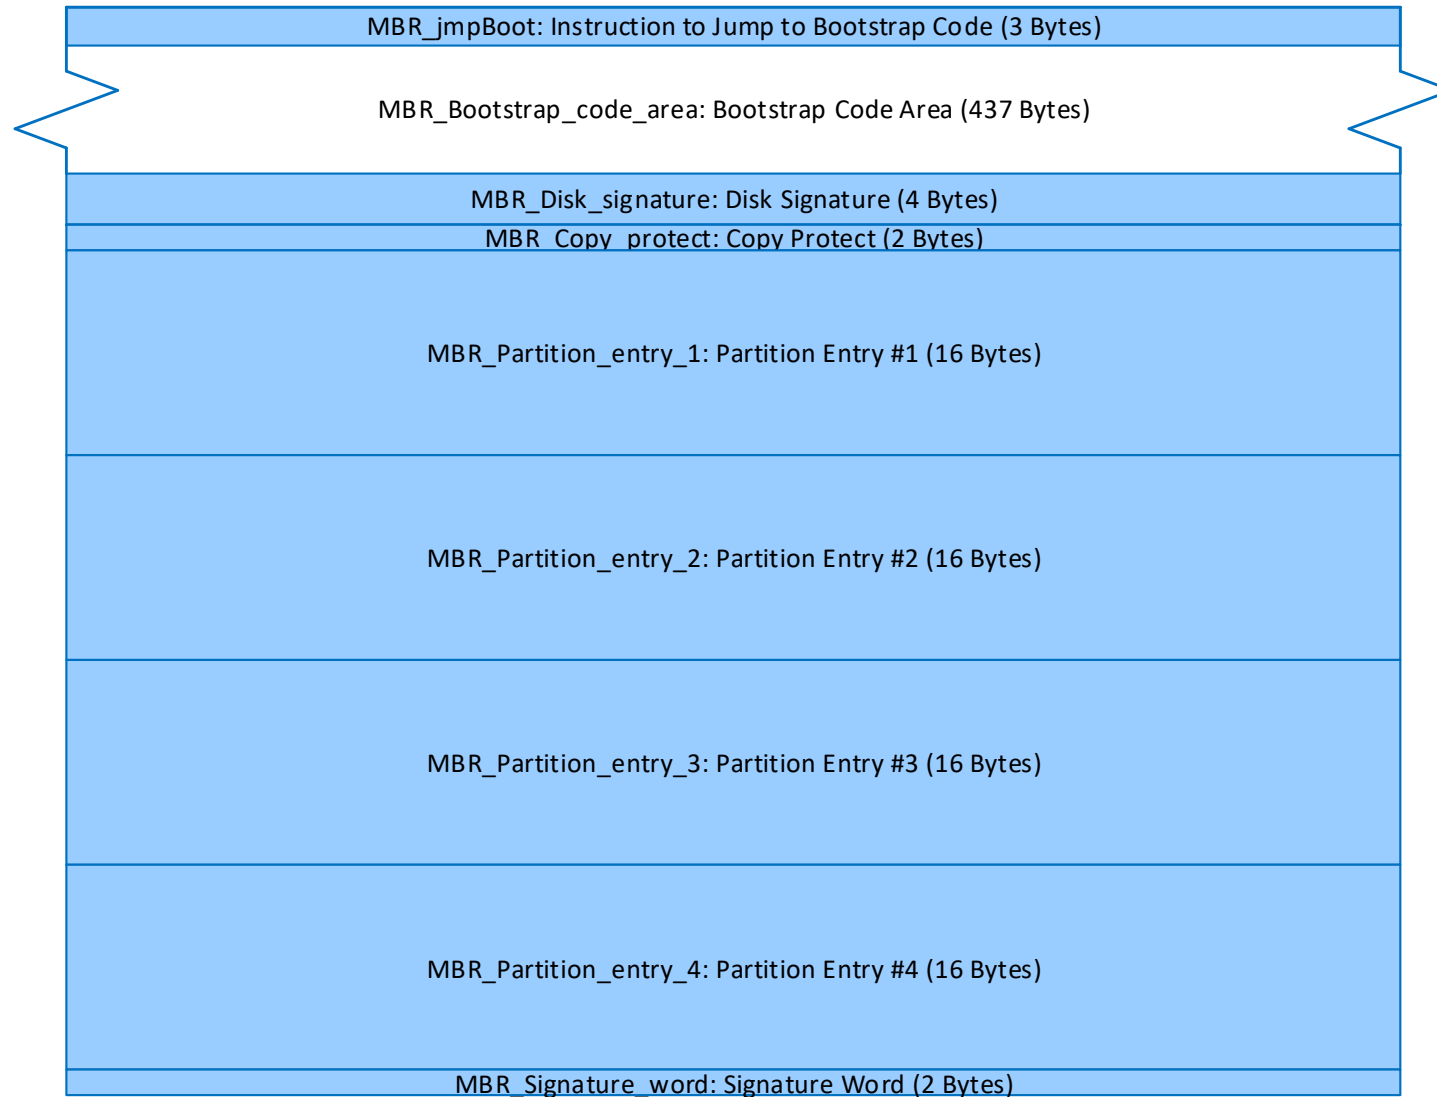 MBR_jmpBoot: Instruction to Jump to Bootstrap Code (3 Bytes)
MBR_Bootstrap_code_area: Bootstrap Code Area (437 Bytes)
MBR_Disk_signature: Disk Signature (4 Bytes)
MBR_Copy_protect: Copy Protect (2 Bytes)
MBR_Partition_entry_1: Partition Entry #1 (16 Bytes)
MBR_Partition_entry_2: Partition Entry #2 (16 Bytes)
MBR_Partition_entry_3: Partition Entry #3 (16 Bytes)
MBR_Partition_entry_4: Partition Entry #4 (16 Bytes)
MBR_Signature_word: Signature Word (2 Bytes)